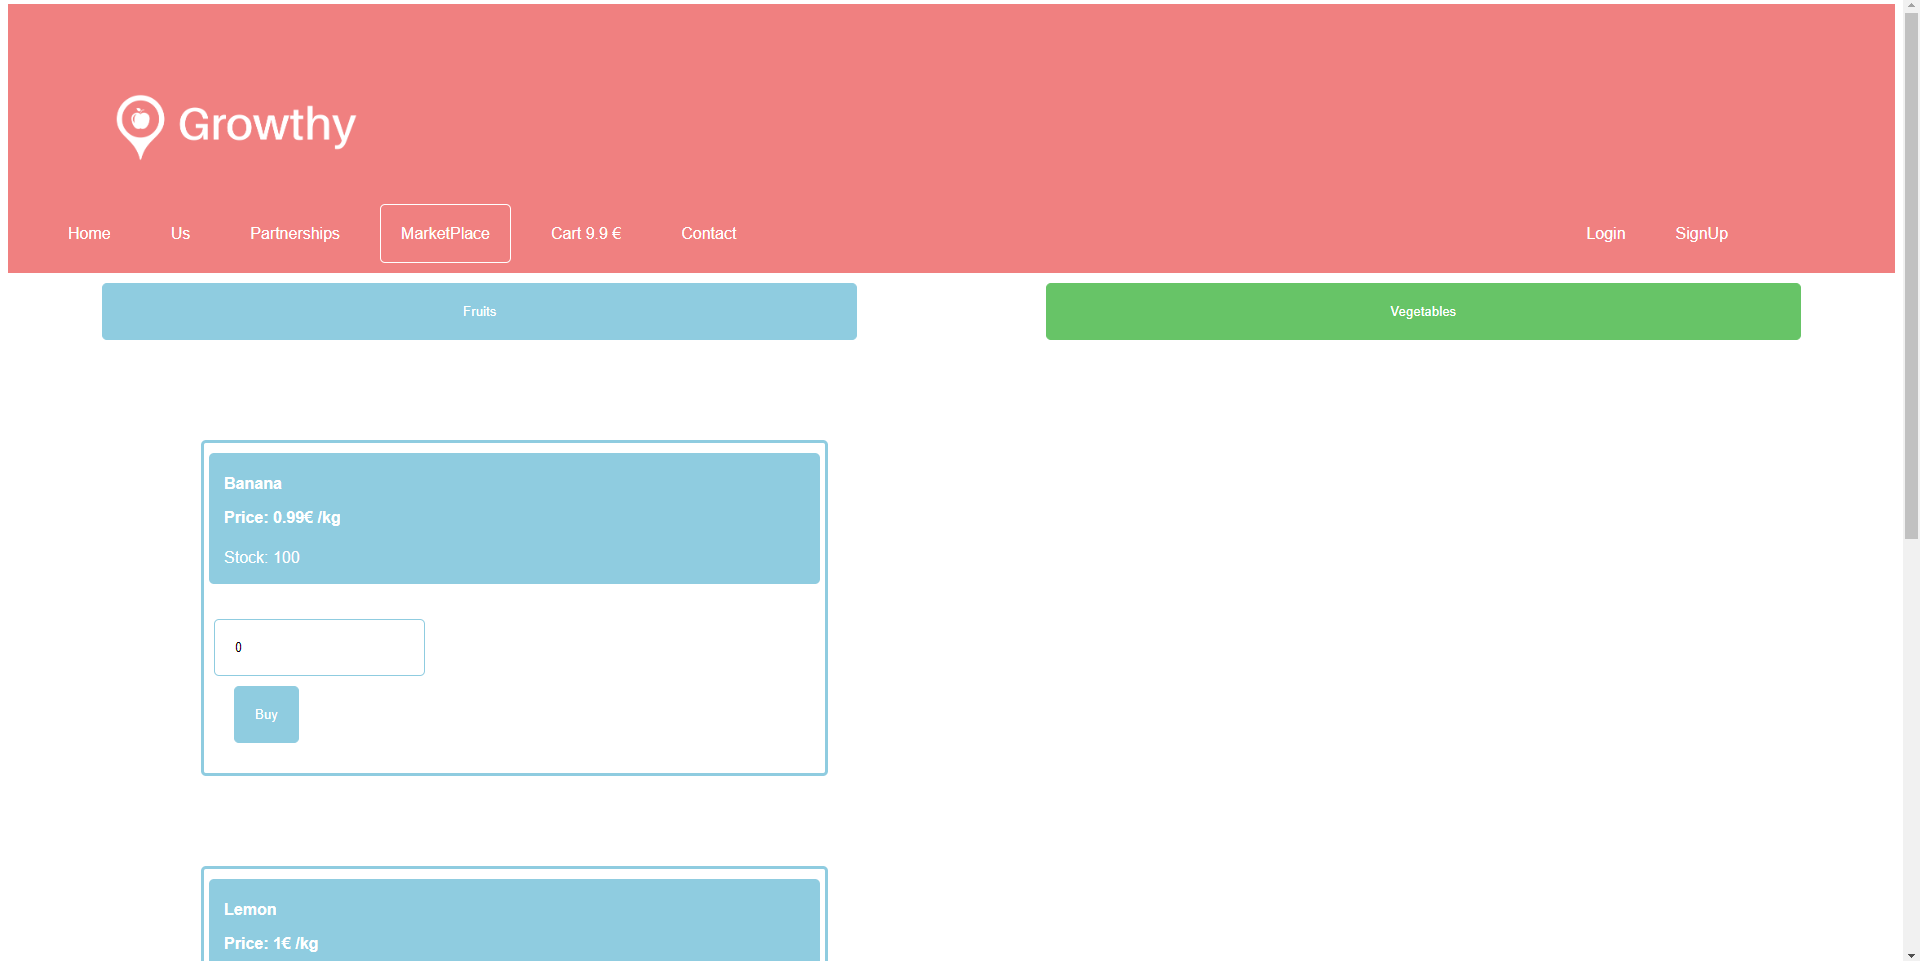 Growthy
Home Us Partnerships MarketPlace Cart 9.9 € Contact Login SignUp
Fruits Vegetables
Banana
Price: 0.99€ /kg
Stock: 100
0
Buy
Lemon
Price: 1€ /kg